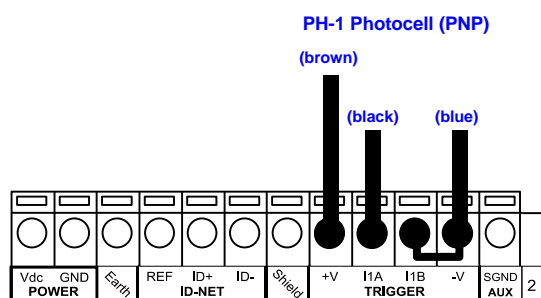 PH-1 Photocell (PNP)
(brown)
(black) (blue)
Vdc GND Earth REF ID+ ID- Shield +V I1A I1B -V SGND
POWER ID-NET TRIGGER AUX 2